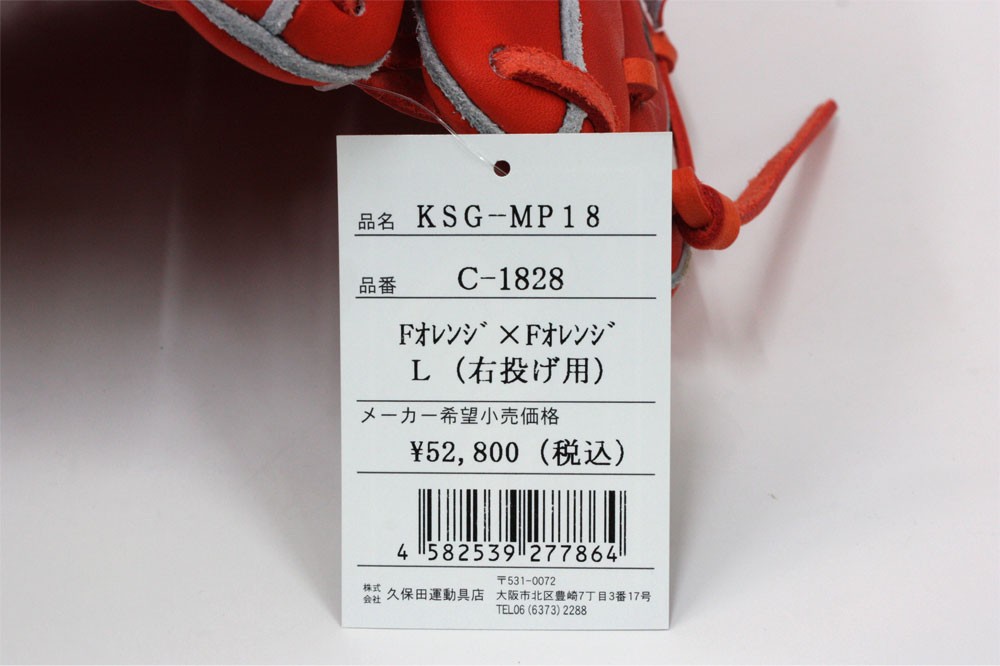 品名 KSG-MP18
品番 C-1828
Fｵﾚﾝｼﾞ×Fｵﾚﾝｼﾞ
L (右投げ用)
メーカー希望小売価格
¥52,800 (税込)
4 582539 277864
株式会社 久保田運動具店
〒531-0072
大阪市北区豊崎7丁目3番17号
TEL06(6373)2288